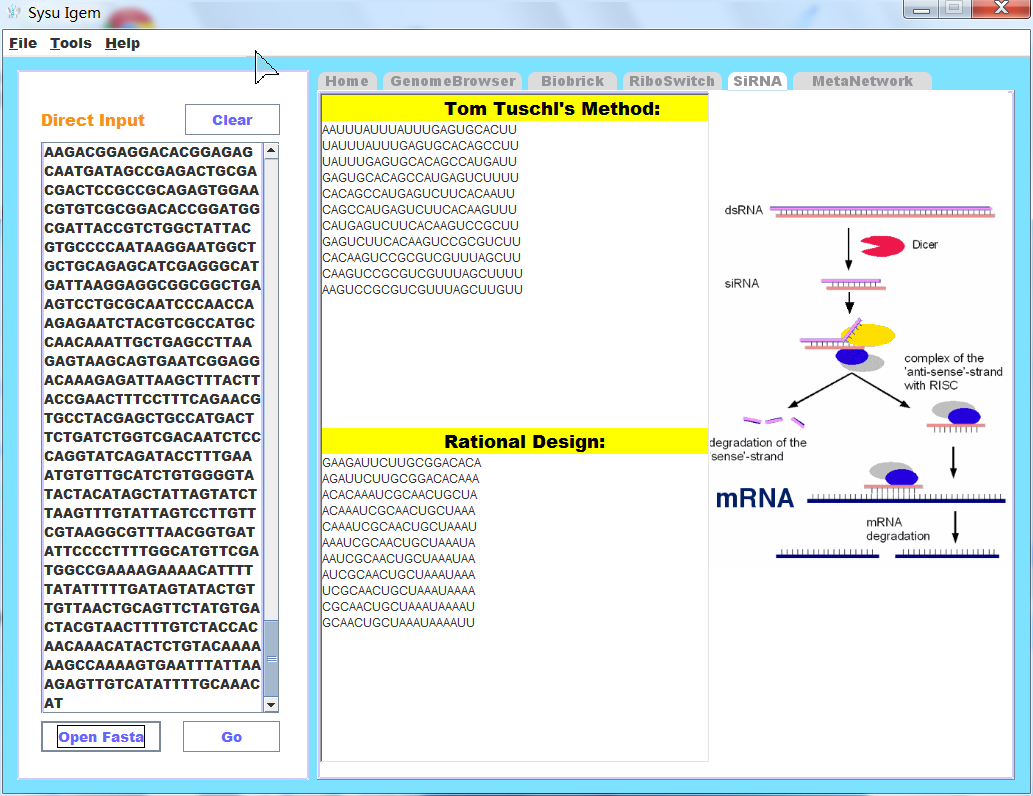 Sysu Igem
File Tools Help
Home GenomeBrowser Biobrick RiboSwitch SiRNA MetaNetwork
Direct Input
Clear
AAGACGGAGGACACGGAGAG
CAATGATAGCCGAGACTGCGA
CGACTCCGCCGCAGAGTGGAA
CGTGTCGCGGACACCGGATGG
CGATTACCGTCTGGCTATTAC
GTGCCCCAATAAGGAATGGCT
GCTGCAGAGCATCGAGGGCAT
GATTAAGGAGGCGGCGGCTGA
AGTCCTGCGCAATCCCAACCA
AGAGAATCTACGTCGCCATGC
CAACAAATTGCTGAGCCTTAA
GAGTAAGCAGTGAATCGGAGG
ACAAAGAGATTAAGCTTTACTT
ACCGAACTTTCCTTTCAGAACG
TGCCTACGAGCTGCCATGACT
TCTGATCTGGTCGACAATCTCC
CAGGTATCAGATACCTTTGAA
ATGTGTTGCATCTGTGGGGTA
TACTACATAGCTATTAGTATCT
TAAGTTTGTATTAGTCCTTGTT
CGTAAGGCGTTTAACGGTGAT
ATTCCCCTTTTGGCATGTTCGA
TGGCCGAAAAGAAAACATTTT
TATATTTTTGATAGTATACTGT
TGTTAACTGCAGTTCTATGTGA
CTACGTAACTTTTGTCTACCAC
AACAAACATACTCTGTACAAAA
AAGCCAAAAGTGAATTTATTAA
AGAGTTGTCATATTTTGCAAAC
AT
Open Fasta
Go
Tom Tuschl's Method:
AAUUUAUUUAUUUGAGUGCACUU
UAUUUAUUUGAGUGCACAGCCUU
UAUUUGAGUGCACAGCCAUGAUU
GAGUGCACAGCCAUGAGUCUUUU
CACAGCCAUGAGUCUUCACAAUU
CAGCCAUGAGUCUUCACAAGUUU
CAUGAGUCUUCACAAGUCCGCUU
GAGUCUUCACAAGUCCGCGUCUU
CACAAGUCCGCGUCGUUUAGCUU
CAAGUCCGCGUCGUUUAGCUUUU
AAGUCCGCGUCGUUUAGCUUGUU
Rational Design:
GAAGAUUCUUGCGGACACA
AGAUUCUUGCGGACACAAA
ACACAAAUCGCAACUGCUA
ACAAAUCGCAACUGCUAAA
CAAAUCGCAACUGCUAAAU
AAAUCGCAACUGCUAAAUA
AAUCGCAACUGCUAAAUAA
AUCGCAACUGCUAAAUAAA
UCGCAACUGCUAAAUAAAA
CGCAACUGCUAAAUAAAAU
GCAACUGCUAAAUAAAAUU
dsRNA
Dicer
siRNA
complex of the
'anti-sense'-strand
with RISC
degradation of the
'sense'-strand
mRNA
mRNA
degradation